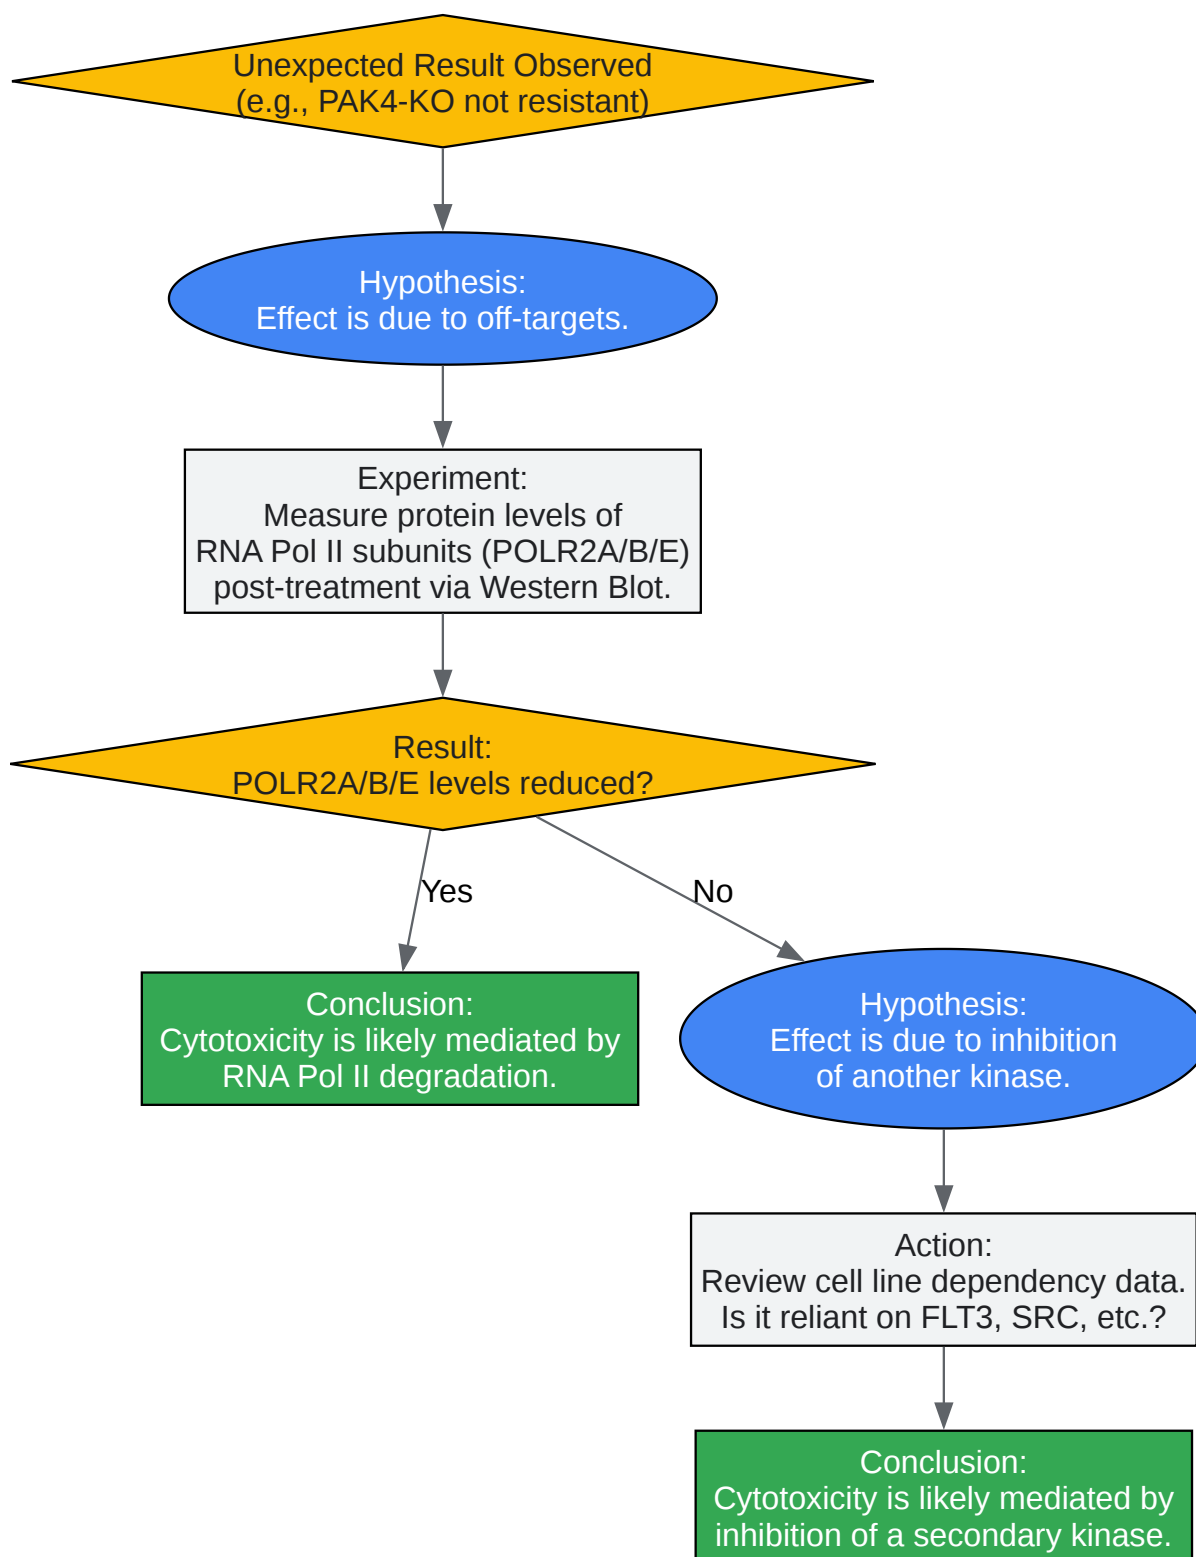 Unexpected Result Observed
(e.g., PAK4-KO not resistant)
Hypothesis:
Effect is due to off-targets.
Experiment:
Measure protein levels of
RNA Pol II subunits (POLR2A/B/E)
post-treatment via Western Blot.
Result:
POLR2A/B/E levels reduced?
Yes
No
Conclusion:
Cytotoxicity is likely mediated by
RNA Pol II degradation.
Hypothesis:
Effect is due to inhibition
of another kinase.
Action:
Review cell line dependency data.
Is it reliant on FLT3, SRC, etc.?
Conclusion:
Cytotoxicity is likely mediated by
inhibition of a secondary kinase.